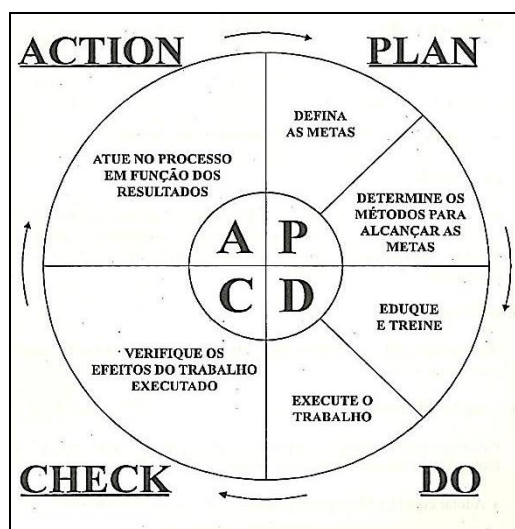 ACTION
PLAN
DEFINA
AS METAS
ATUE NO PROCESSO
EM FUNÇÃO DOS
RESULTADOS
DETERMINE OS
MÉTODOS PARA
ALCANÇAR AS
METAS
A P
C D
EDUQUE
E TREINE
VERIFIQUE OS
EFEITOS DO TRABALHO
EXECUTADO
EXECUTE O
TRABALHO
CHECK
DO